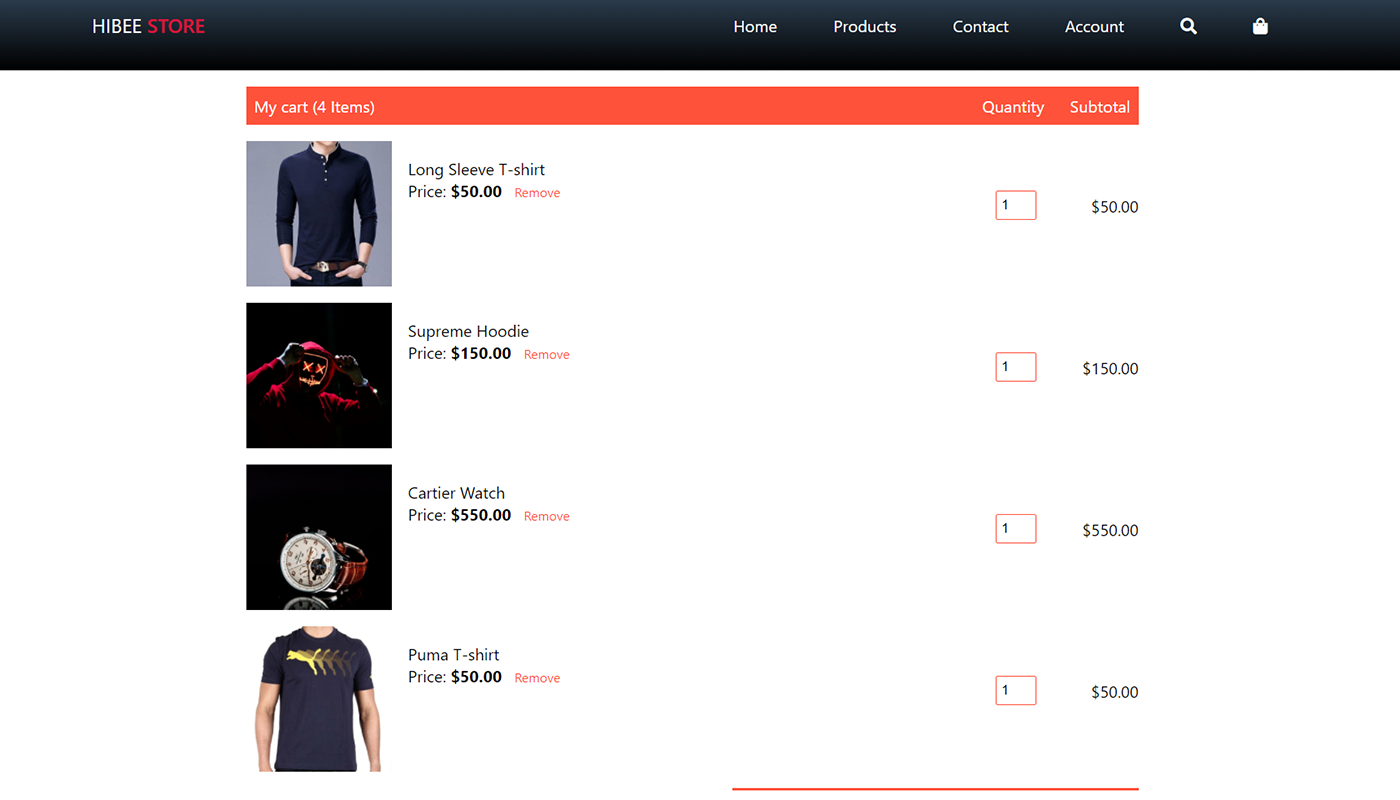 HIBEE STORE Home Products Contact Account
My cart (4 Items) Quantity Subtotal
Long Sleeve T-shirt
Price: $50.00 Remove
1 $50.00
Supreme Hoodie
Price: $150.00 Remove
1 $150.00
Cartier Watch
Price: $550.00 Remove
1 $550.00
Puma T-shirt
Price: $50.00 Remove
1 $50.00